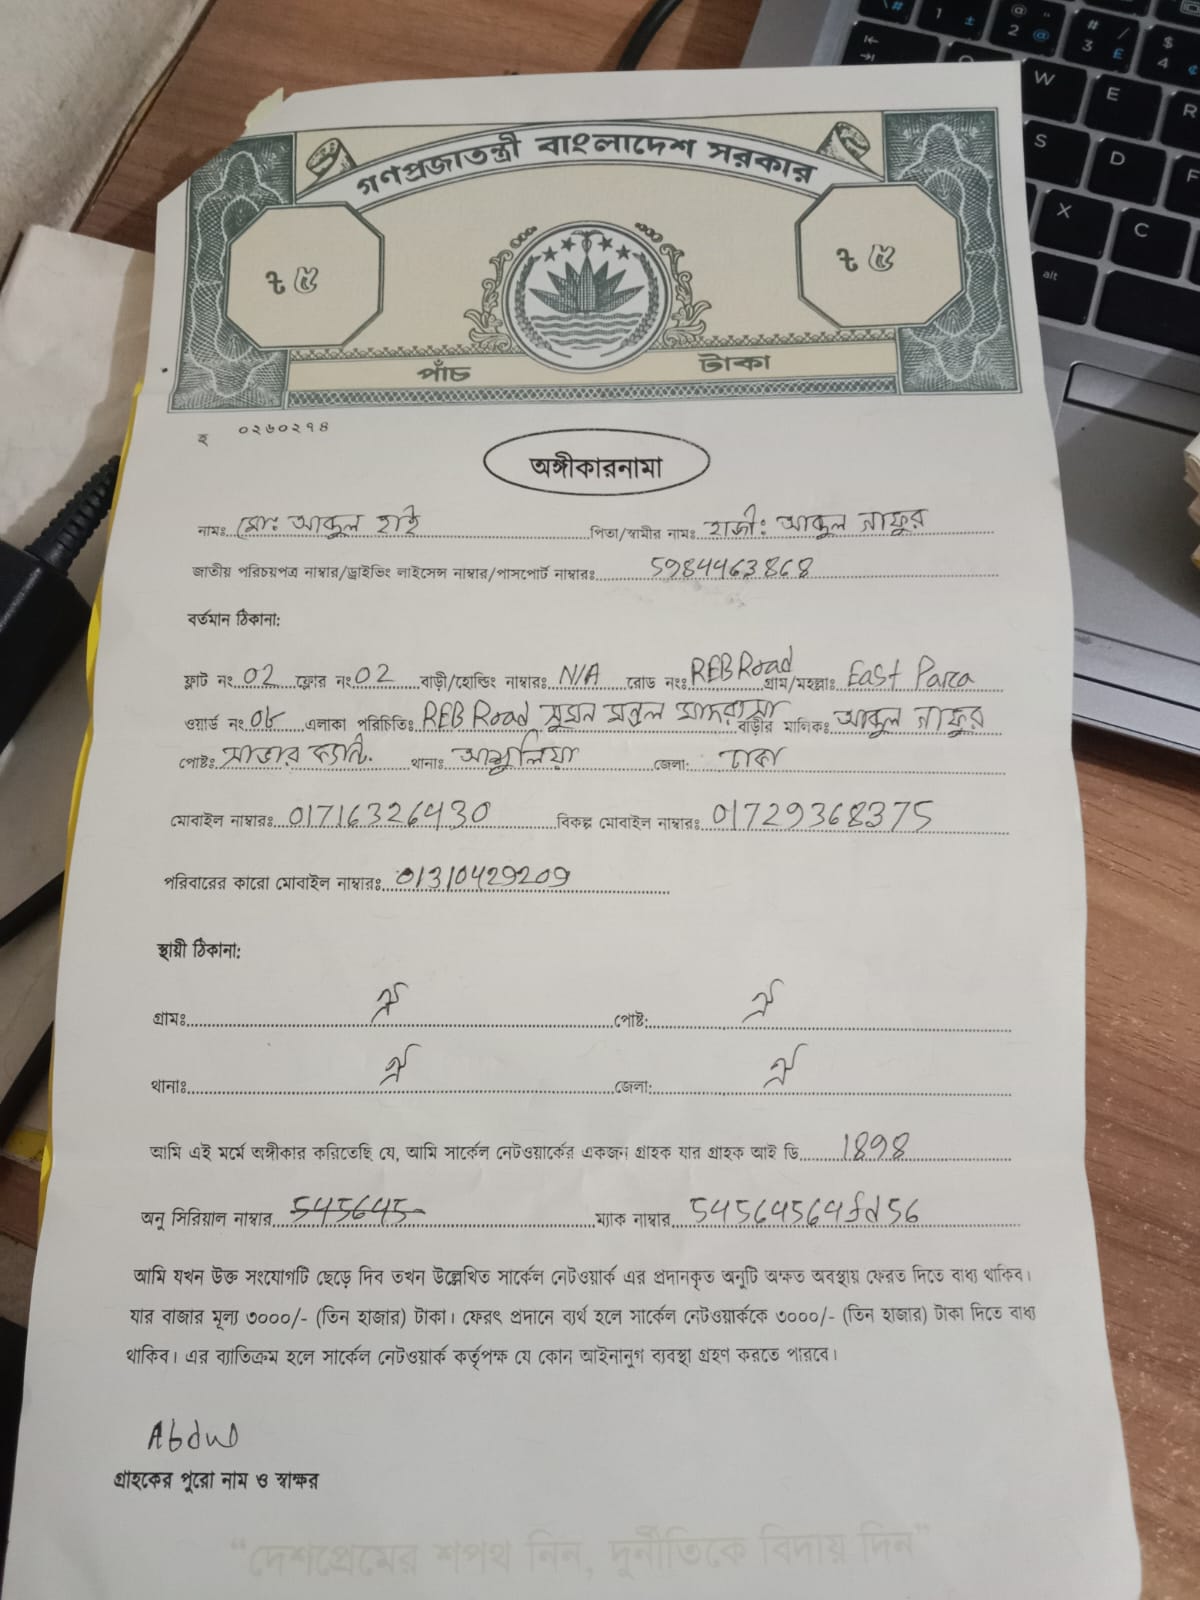 গণপ্রজাতন্ত্রী বাংলাদেশ সরকার
৳ ৫ ৳ ৫
পাঁচ টাকা
হ ০২৬০২৭৪
অঙ্গীকারনামা
নামঃ মোঃ আব্দুল হাই পিতা/স্বামীর নামঃ হাজী: আব্দুল গফুর
জাতীয় পরিচয়পত্র নাম্বার/ড্রাইভিং লাইসেন্স নাম্বার/পাসপোর্ট নাম্বারঃ 5984463868
বর্তমান ঠিকানা:
ফ্লাট নং 02 ফ্লোর নং 02 বাড়ী/হোল্ডিং নাম্বারঃ N/A রোড নংঃ REB Road গ্রাম/মহল্লাঃ East Para
ওয়ার্ড নং 08 এলাকা পরিচিতিঃ REB Road মাদরাসা বাড়ীর মালিকঃ আব্দুল গফুর
পোষ্টঃ সাভার ক্যান্ট. থানাঃ আশুলিয়া জেলা: ঢাকা
মোবাইল নাম্বারঃ 01716326430 বিকল্প মোবাইল নাম্বারঃ 01729368375
পরিবারের কারো মোবাইল নাম্বারঃ 01310429209
স্থায়ী ঠিকানা:
গ্রামঃ ঐ পোষ্ট: ঐ
থানাঃ ঐ জেলা: ঐ
আমি এই মর্মে অঙ্গীকার করিতেছি যে, আমি সার্কেল নেটওয়ার্কের একজন গ্রাহক যার গ্রাহক আই ডি 1898
অনু সিরিয়াল নাম্বার 545645 ম্যাক নাম্বার 54564564fd56
আমি যখন উক্ত সংযোগটি ছেড়ে দিব তখন উল্লেখিত সার্কেল নেটওয়ার্ক এর প্রদানকৃত অনুটি অক্ষত অবস্থায় ফেরত দিতে বাধ্য থাকিব।
যার বাজার মূল্য ৩০০০/- (তিন হাজার) টাকা। ফেরৎ প্রদানে ব্যর্থ হলে সার্কেল নেটওয়ার্ককে ৩০০০/- (তিন হাজার) টাকা দিতে বাধ্য
থাকিব। এর ব্যাতিক্রম হলে সার্কেল নেটওয়ার্ক কর্তৃপক্ষ যে কোন আইনানুগ ব্যবস্থা গ্রহণ করতে পারবে।
Abdul
গ্রাহকের পুরো নাম ও স্বাক্ষর
“দেশপ্রেমের শপথ নিন, দুর্নীতিকে বিদায় দিন”